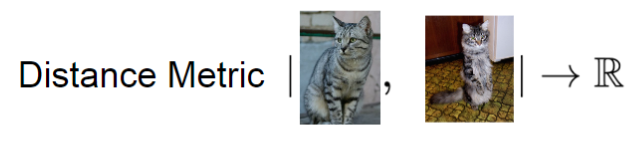 Distance Metric | , | → ℝ